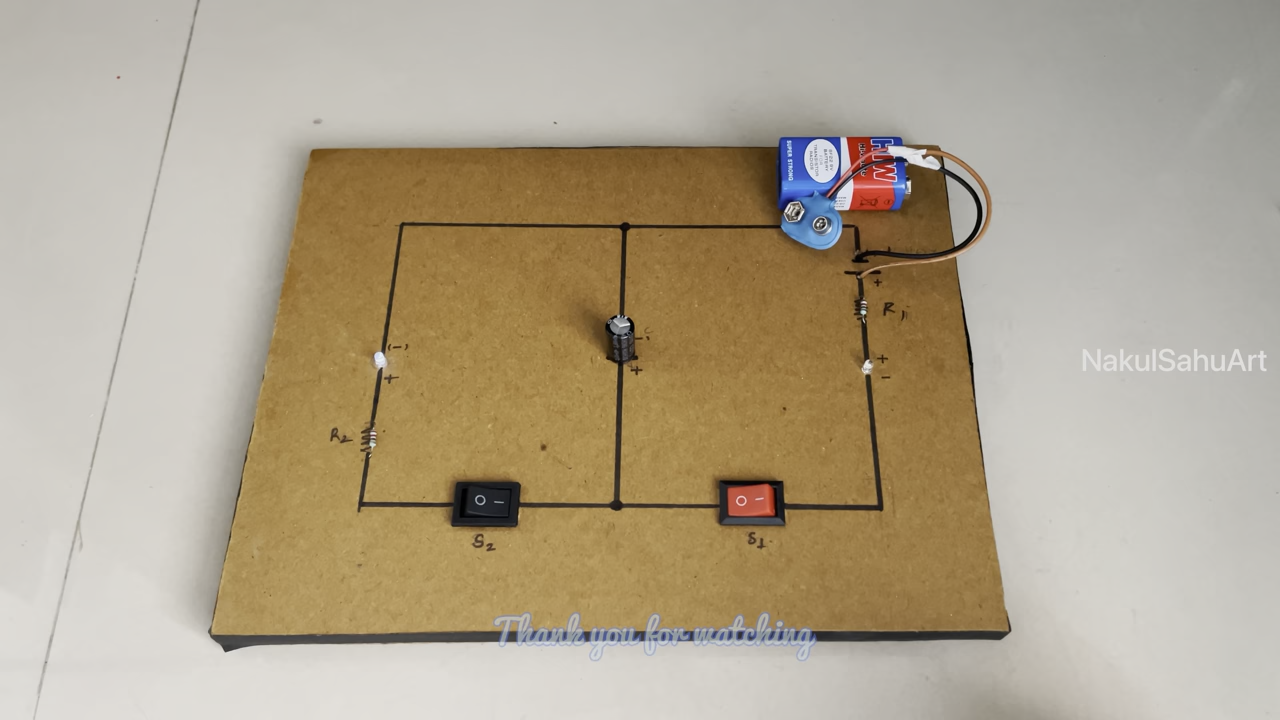 SUPER STRONG
HW
(-)
+
R2
S2
-
+
+
R1
+
-
S1
NakulSahuArt
Thank you for watching